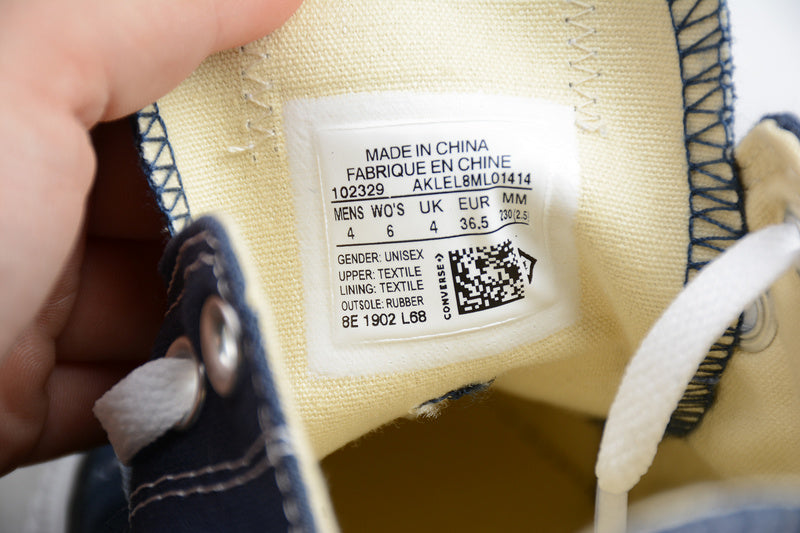 MADE IN CHINA
FABRIQUE EN CHINE
102329 AKLEL8ML01414
MENS WO'S UK EUR MM
4 6 4 36.5 230 (2.5)
GENDER: UNISEX
UPPER: TEXTILE
LINING: TEXTILE
OUTSOLE: RUBBER
8E 1902 L68
CONVERSE